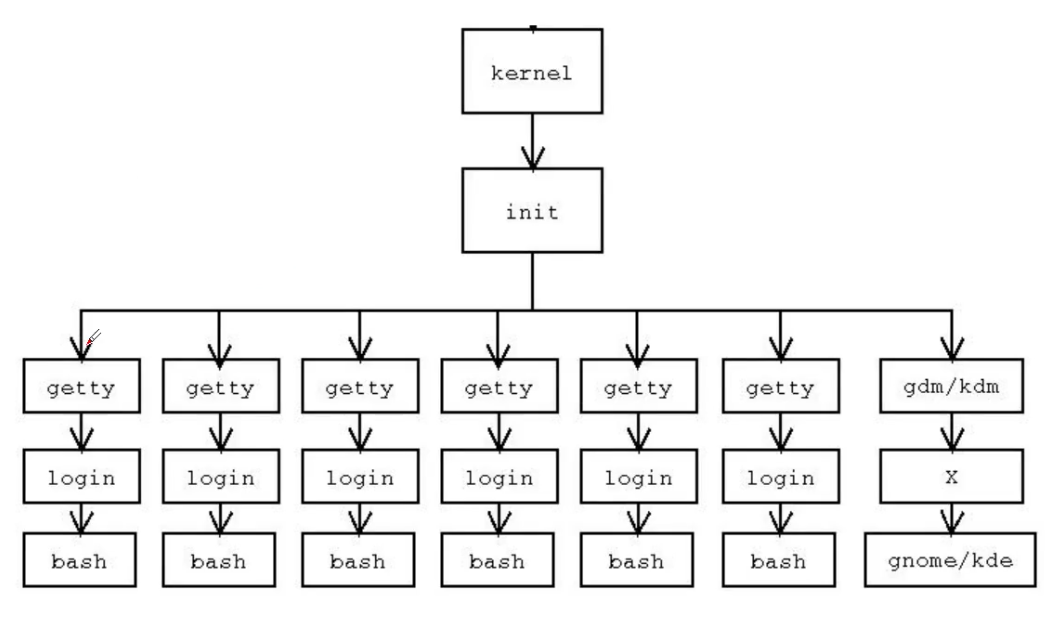 kernel
init
getty getty getty getty getty getty gdm/kdm
login login login login login login X
bash bash bash bash bash bash gnome/kde